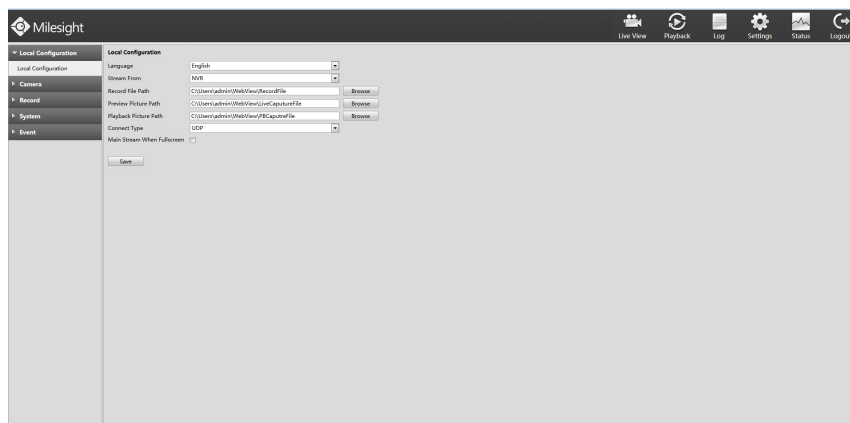 Milesight
Live View Playback Log Settings Status Logout
Local Configuration
Local Configuration
Camera
Record
System
Event
Local Configuration
Language English
Stream From NVR
Record File Path C:\Users\admin\WebView\RecordFile Browse
Preview Picture Path C:\Users\admin\WebView\LiveCaputureFile Browse
Playback Picture Path C:\Users\admin\WebView\PBCaputreFile Browse
Connect Type UDP
Main Stream When Fullscreen
Save